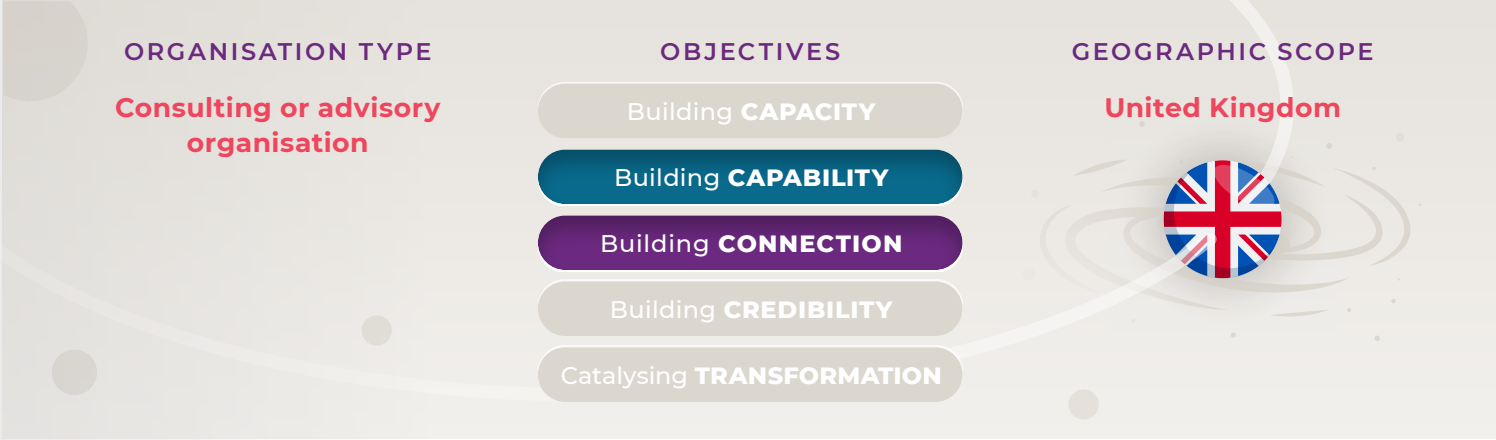 ORGANISATION TYPE
Consulting or advisory
organisation
OBJECTIVES
Building CAPACITY
Building CAPABILITY
Building CONNECTION
Building CREDIBILITY
Catalysing TRANSFORMATION
GEOGRAPHIC SCOPE
United Kingdom